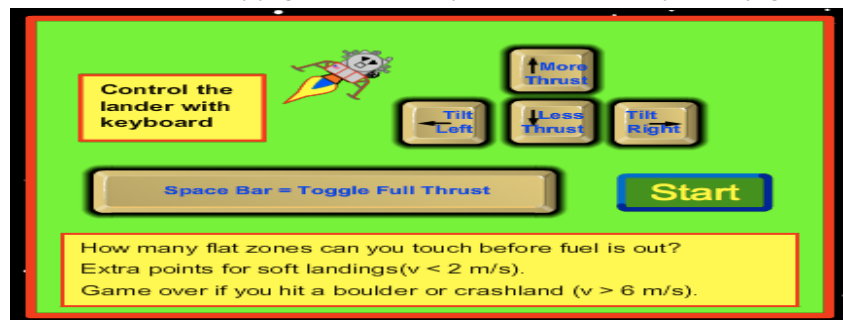 Control the
lander with
keyboard
↑More
Thrust
Tilt
←Left
↓Less
Thrust
Tilt
Right→
Space Bar = Toggle Full Thrust
Start
How many flat zones can you touch before fuel is out?
Extra points for soft landings(v < 2 m/s).
Game over if you hit a boulder or crashland (v > 6 m/s).